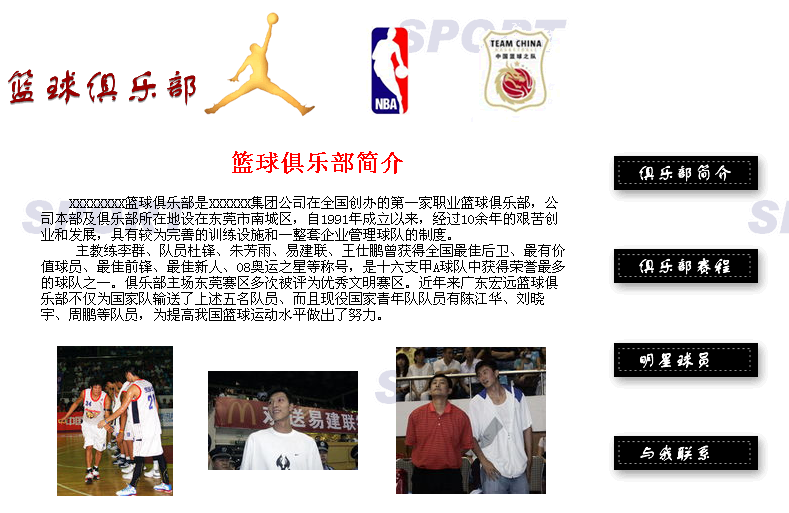 SPORT
篮球俱乐部
NBA
TEAM CHINA
BASKETBALL
中国篮球之队
篮球俱乐部简介
XXXXXXXX篮球俱乐部是XXXXXX集团公司在全国创办的第一家职业篮球俱乐部，公
司本部及俱乐部所在地设在东莞市南城区，自1991年成立以来，经过10余年的艰苦创
业和发展，具有较为完善的训练设施和一整套企业管理球队的制度。
主教练李群、队员杜锋、朱芳雨、易建联、王仕鹏曾获得全国最佳后卫、最有价
值球员、最佳前锋、最佳新人、08奥运之星等称号，是十六支甲A球队中获得荣誉最多
的球队之一。俱乐部主场东莞赛区多次被评为优秀文明赛区。近年来广东宏远篮球俱
乐部不仅为国家队输送了上述五名队员、而且现役国家青年队队员有陈江华、刘晓
宇、周鹏等队员，为提高我国篮球运动水平做出了努力。
俱乐部简介
俱乐部赛程
明星球员
与我联系
SP
SP
S
34
21
欢送易建联